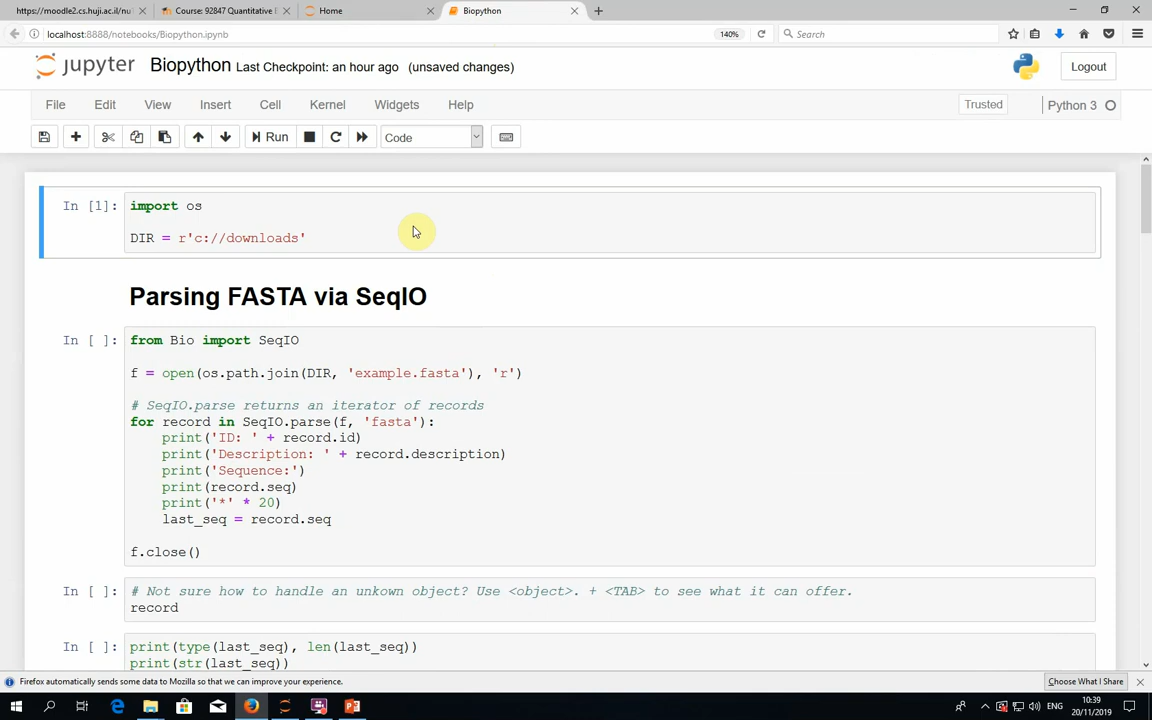 https://moodle2.cs.huji.ac.il/nu
Course: 92847 Quantitative E
Home
Biopython
localhost:8888/notebooks/Biopython.ipynb
140%
Search
jupyter Biopython Last Checkpoint: an hour ago (unsaved changes)
Logout
File Edit View Insert Cell Kernel Widgets Help
Trusted
Python 3
Run
Code
In [1]: import os
DIR = r'c://downloads'
Parsing FASTA via SeqIO
In [ ]: from Bio import SeqIO
f = open(os.path.join(DIR, 'example.fasta'), 'r')
# SeqIO.parse returns an iterator of records
for record in SeqIO.parse(f, 'fasta'):
print('ID: ' + record.id)
print('Description: ' + record.description)
print('Sequence:')
print(record.seq)
print('*' * 20)
last_seq = record.seq
f.close()
In [ ]: # Not sure how to handle an unkown object? Use <object>. + <TAB> to see what it can offer.
record
In [ ]: print(type(last_seq), len(last_seq))
print(str(last_seq))
Firefox automatically sends some data to Mozilla so that we can improve your experience.
Choose What I Share
ENG
10:39
20/11/2019